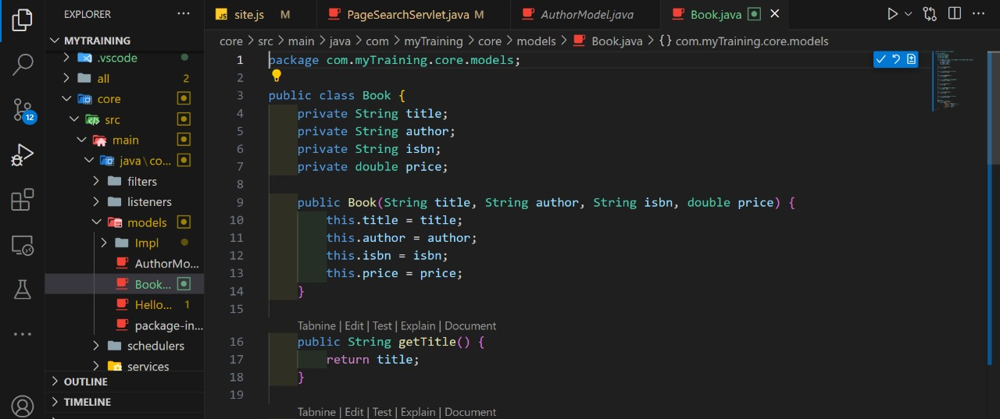 EXPLORER
MYTRAINING
.vscode
all 2
core
src
main
java\co...
filters
listeners
models
Impl
AuthorMo...
Book...
Hello... 1
package-in...
schedulers
services
OUTLINE
TIMELINE
12
site.js M
PageSearchServlet.java M
AuthorModel.java
Book.java
core > src > main > java > com > myTraining > core > models > Book.java > {} com.myTraining.core.models
1 package com.myTraining.core.models;
2
3 public class Book {
4 private String title;
5 private String author;
6 private String isbn;
7 private double price;
8
9 public Book(String title, String author, String isbn, double price) {
10 this.title = title;
11 this.author = author;
12 this.isbn = isbn;
13 this.price = price;
14 }
15
Tabnine | Edit | Test | Explain | Document
16 public String getTitle() {
17 return title;
18 }
19
Tabnine | Edit | Test | Explain | Document